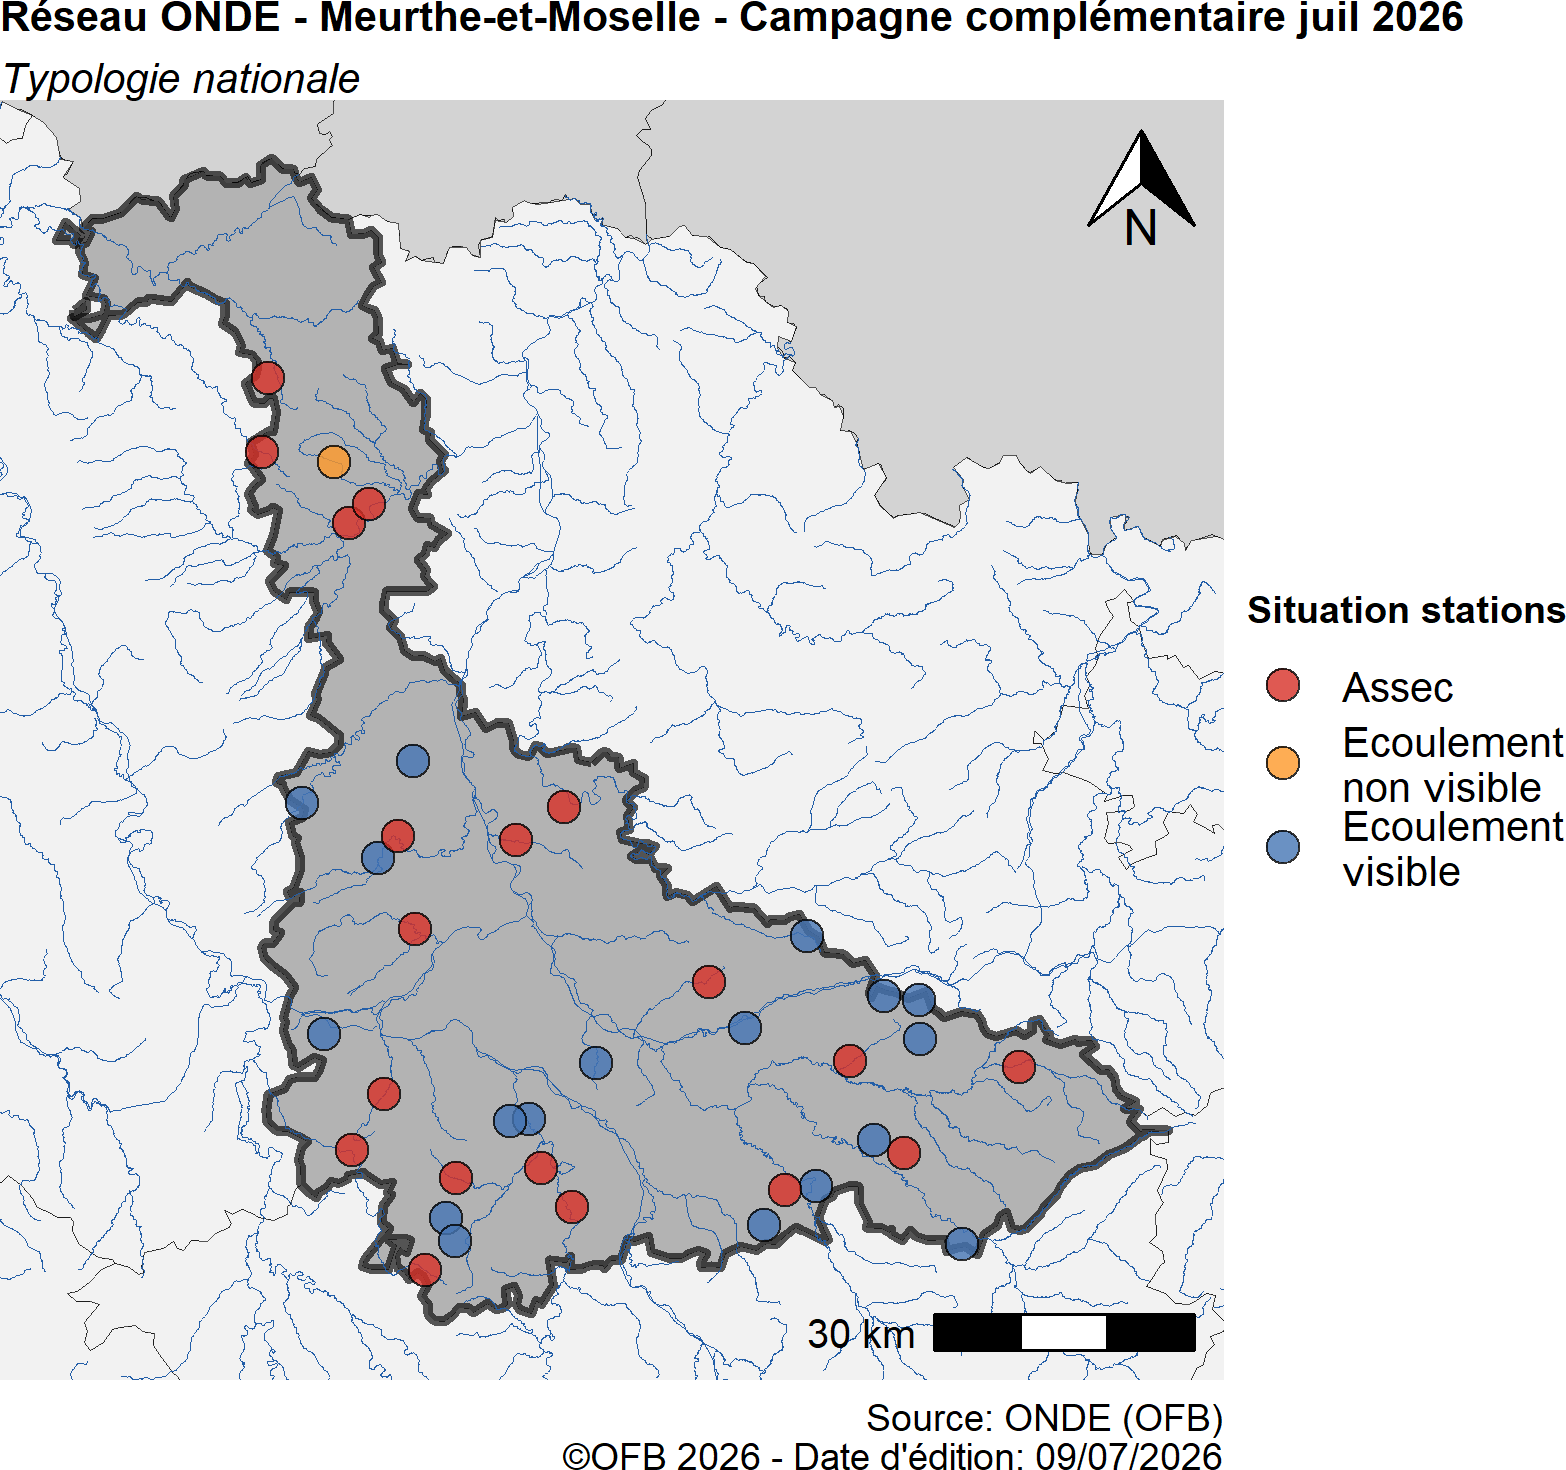 Réseau ONDE - Meurthe-et-Moselle - Campagne complémentaire juil 2026
Typologie nationale
N
Situation stations
Assec
Ecoulement
non visible
Ecoulement
visible
30 km
Source: ONDE (OFB)
©OFB 2026 - Date d'édition: 09/07/2026